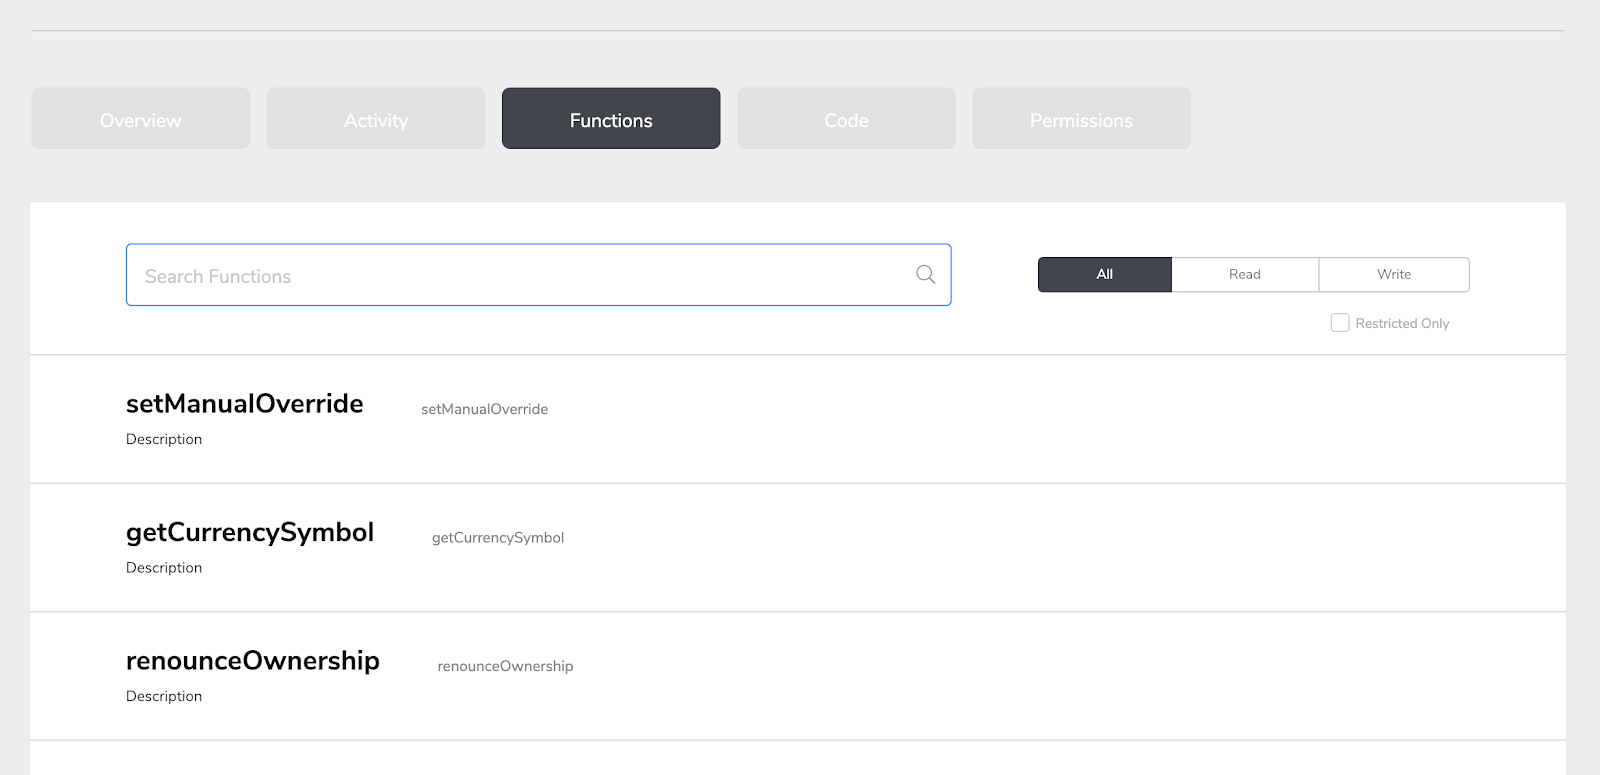 Overview Activity Functions Code Permissions
Search Functions
All Read Write
Restricted Only
setManualOverride setManualOverride
Description
getCurrencySymbol getCurrencySymbol
Description
renounceOwnership renounceOwnership
Description